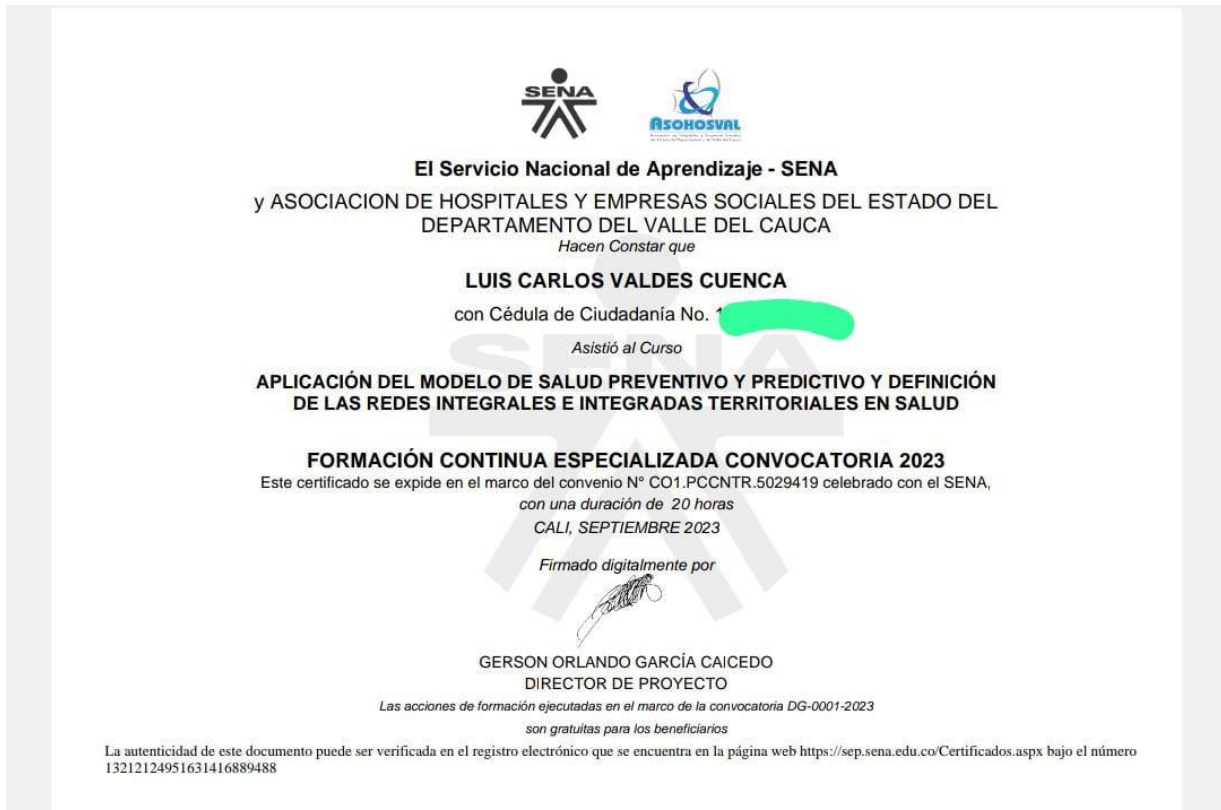 SENA
ASOHOSVAL
El Servicio Nacional de Aprendizaje - SENA
y ASOCIACION DE HOSPITALES Y EMPRESAS SOCIALES DEL ESTADO DEL
DEPARTAMENTO DEL VALLE DEL CAUCA
Hacen Constar que
LUIS CARLOS VALDES CUENCA
con Cédula de Ciudadanía No. 1
Asistió al Curso
SENA
APLICACIÓN DEL MODELO DE SALUD PREVENTIVO Y PREDICTIVO Y DEFINICIÓN
DE LAS REDES INTEGRALES E INTEGRADAS TERRITORIALES EN SALUD
FORMACIÓN CONTINUA ESPECIALIZADA CONVOCATORIA 2023
Este certificado se expide en el marco del convenio N° CO1.PCCNTR.5029419 celebrado con el SENA,
con una duración de 20 horas
CALI, SEPTIEMBRE 2023
Firmado digitalmente por
GERSON ORLANDO GARCÍA CAICEDO
DIRECTOR DE PROYECTO
Las acciones de formación ejecutadas en el marco de la convocatoria DG-0001-2023
son gratuitas para los beneficiarios
La autenticidad de este documento puede ser verificada en el registro electrónico que se encuentra en la página web https://sep.sena.edu.co/Certificados.aspx bajo el número
13212124951631416889488